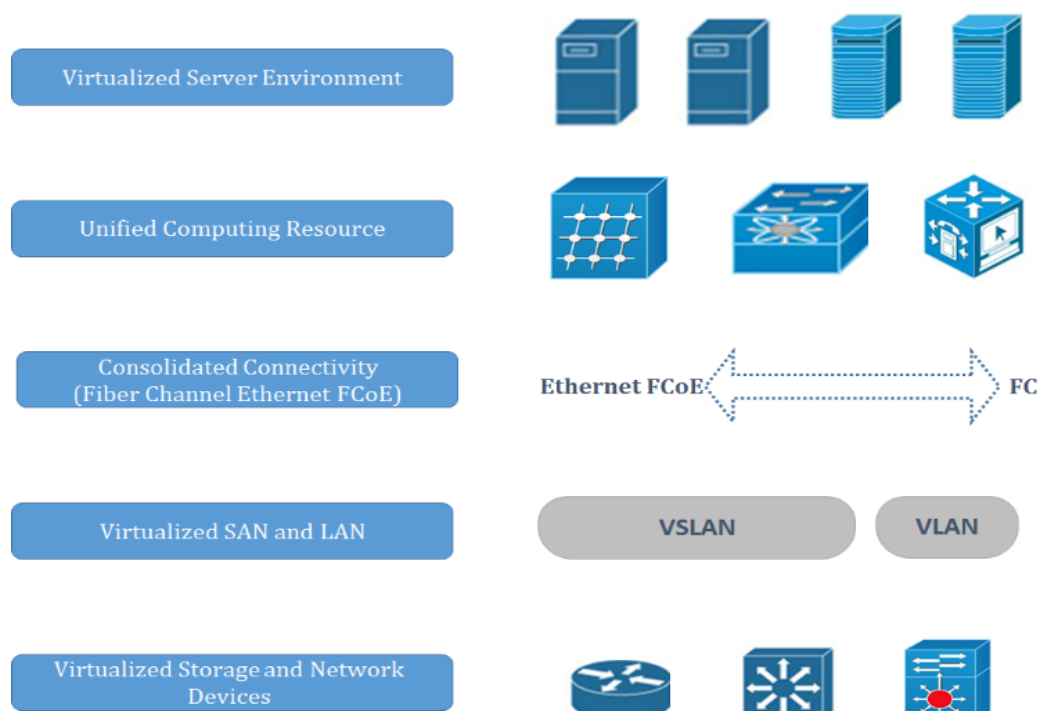 Virtualized Server Environment
Unified Computing Resource
Consolidated Connectivity
(Fiber Channel Ethernet FCoE)
Ethernet FCoE
FC
Virtualized SAN and LAN
VSLAN
VLAN
Virtualized Storage and Network
Devices